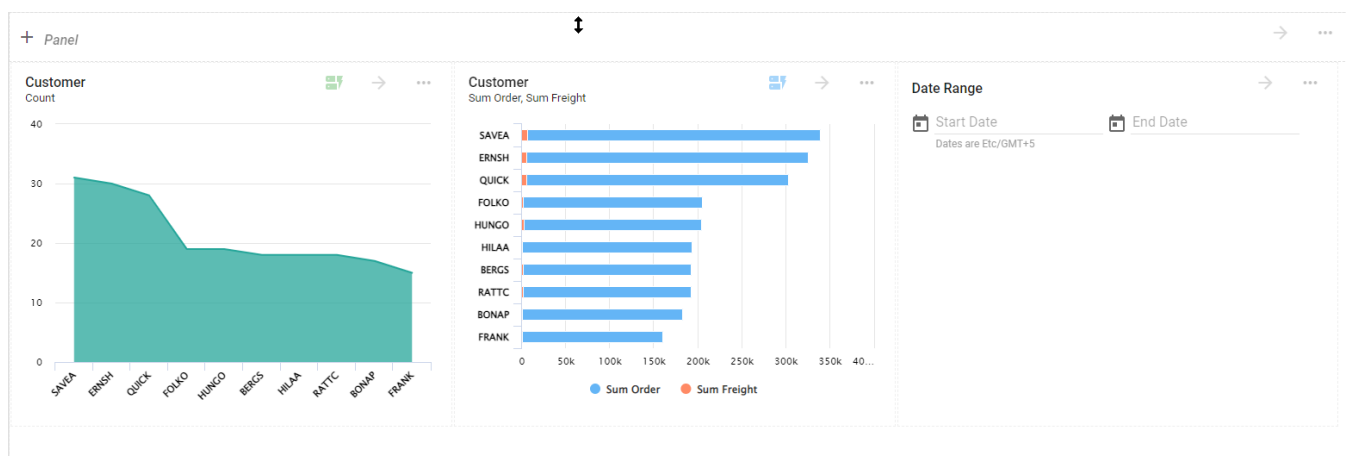 Panel
Customer
Count
40
30
20
10
0
SAVEA
ERNSH
QUICK
FOLKO
HUNGO
BERGS
HILAA
RATTC
BONAP
FRANK
Customer
Sum Order, Sum Freight
SAVEA
ERNSH
QUICK
FOLKO
HUNGO
HILAA
BERGS
RATTC
BONAP
FRANK
0 50k 100k 150k 200k 250k 300k 350k 40...
Sum Order Sum Freight
Date Range
Start Date End Date
Dates are Etc/GMT+5